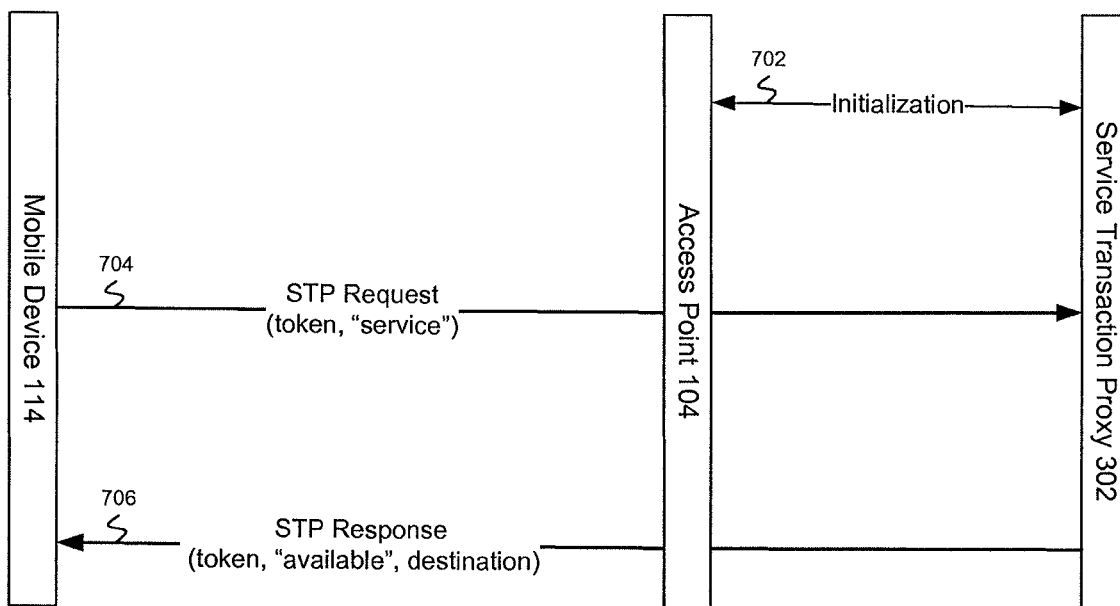 702
Initialization
Mobile Device 114
Access Point 104
Service Transaction Proxy 302
704
STP Request
(token, “service”)
706
STP Response
(token, “available”, destination)